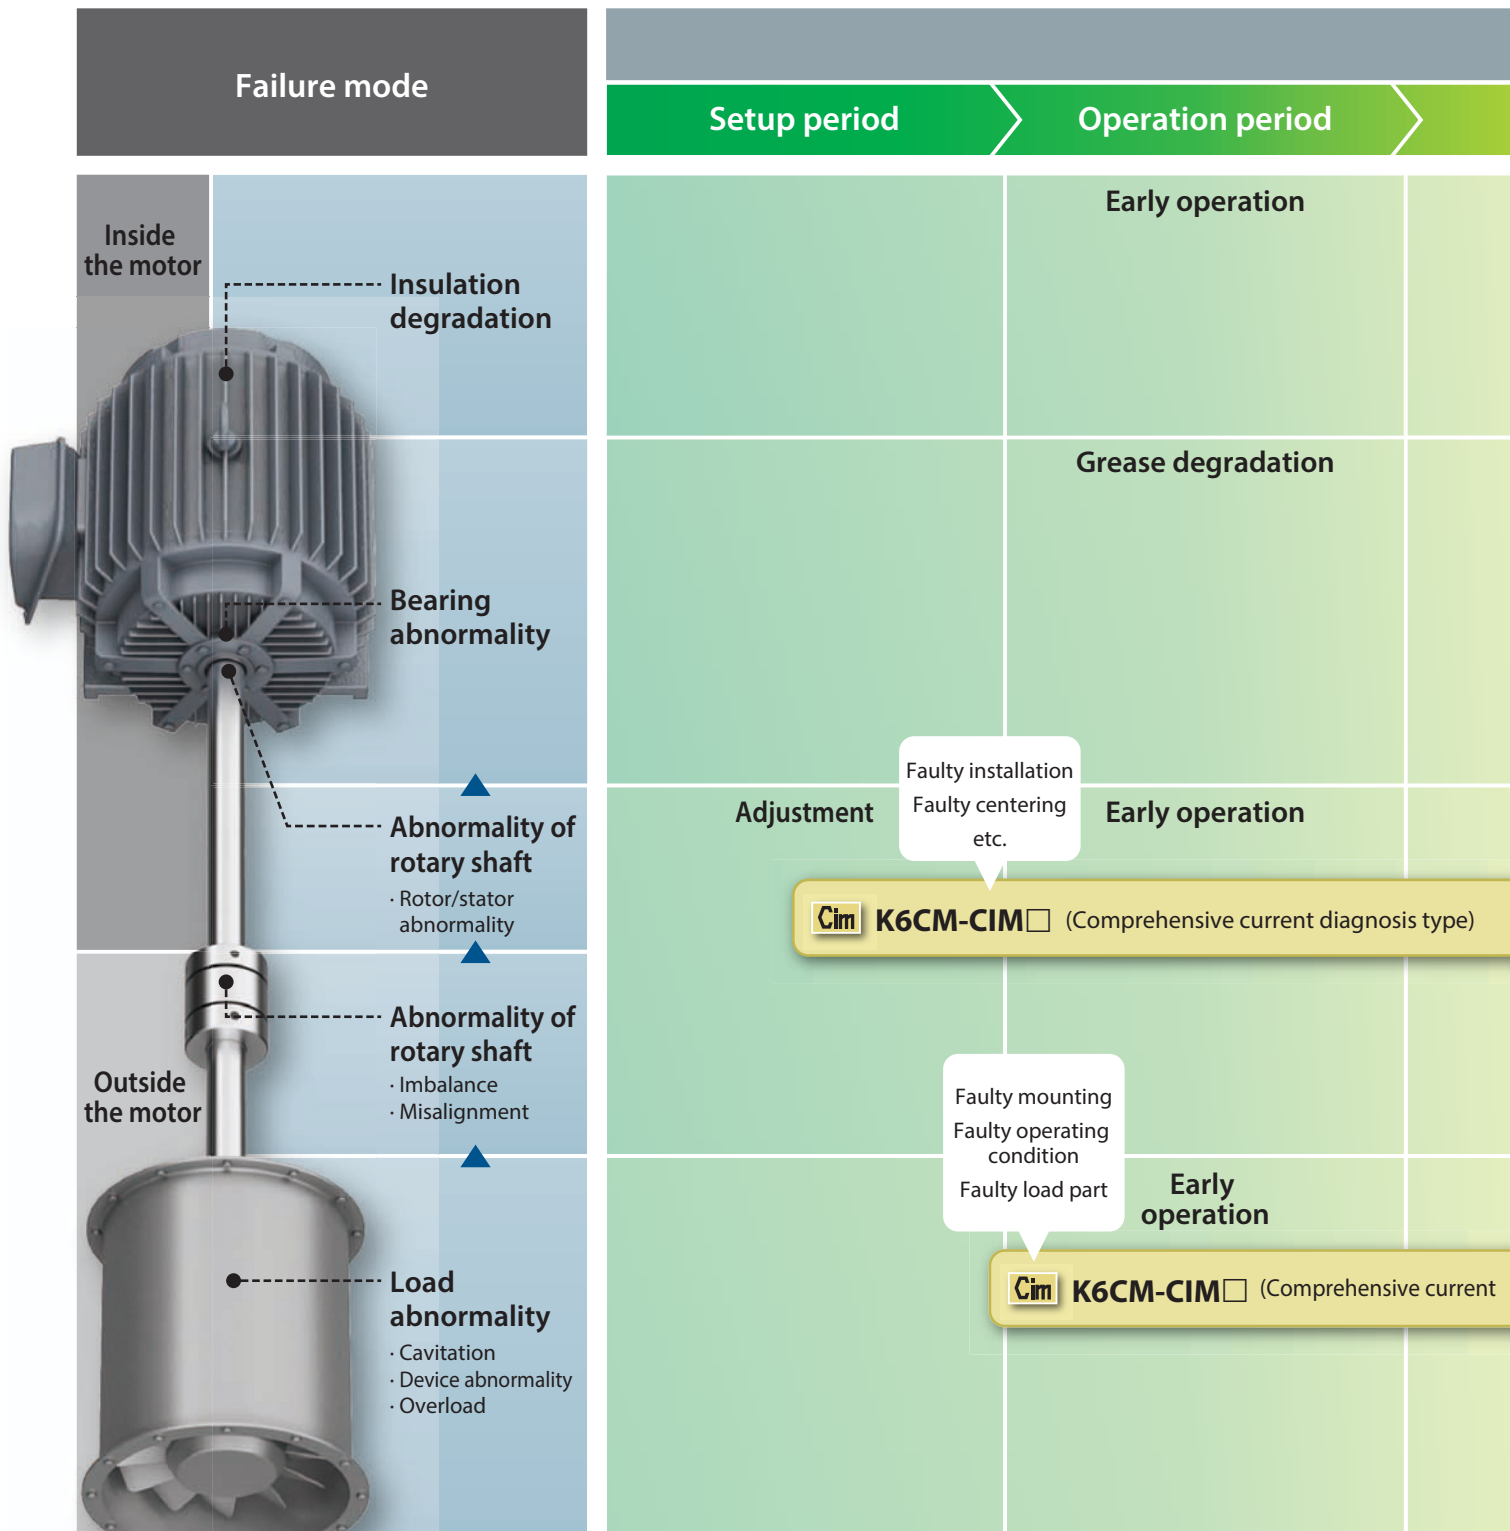 Failure mode
Setup period
Operation period
Inside
the motor
Insulation
degradation
Early operation
Grease degradation
Bearing
abnormality
Faulty installation
Faulty centering
etc.
Adjustment
Early operation
Abnormality of
rotary shaft
· Rotor/stator
abnormality
Cim K6CM-CIM□ (Comprehensive current diagnosis type)
Outside
the motor
Abnormality of
rotary shaft
· Imbalance
· Misalignment
Faulty mounting
Faulty operating
condition
Faulty load part
Early
operation
Load
abnormality
· Cavitation
· Device abnormality
· Overload
Cim K6CM-CIM□ (Comprehensive current